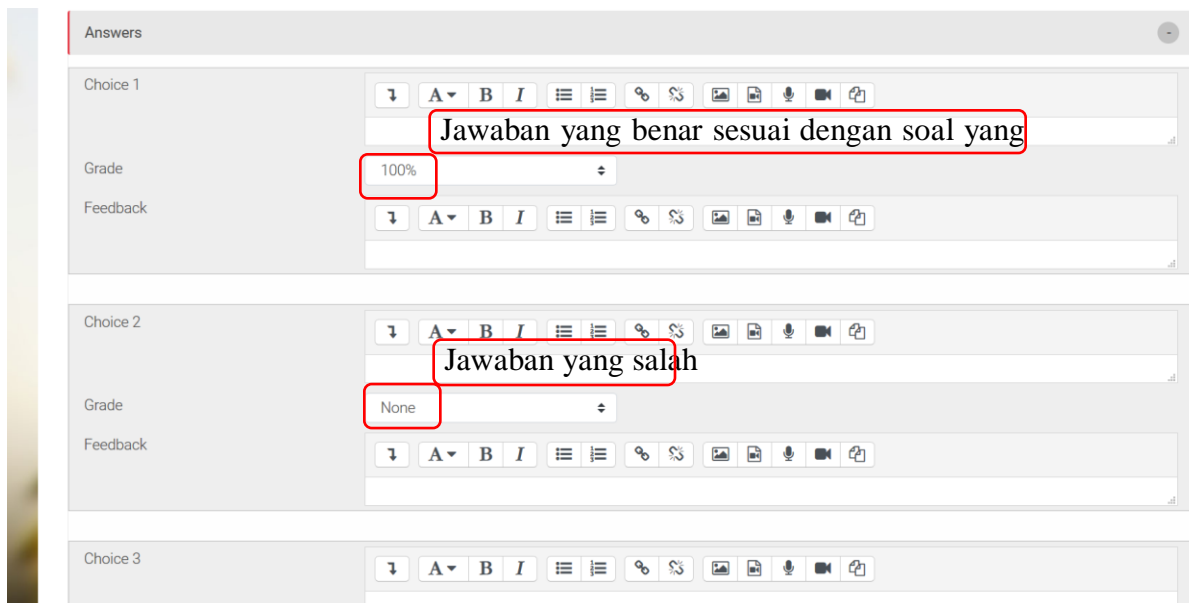 Answers
Choice 1
A B I
Jawaban yang benar sesuai dengan soal yang
Grade
100%
Feedback
A B I
Choice 2
A B I
Jawaban yang salah
Grade
None
Feedback
A B I
Choice 3
A B I